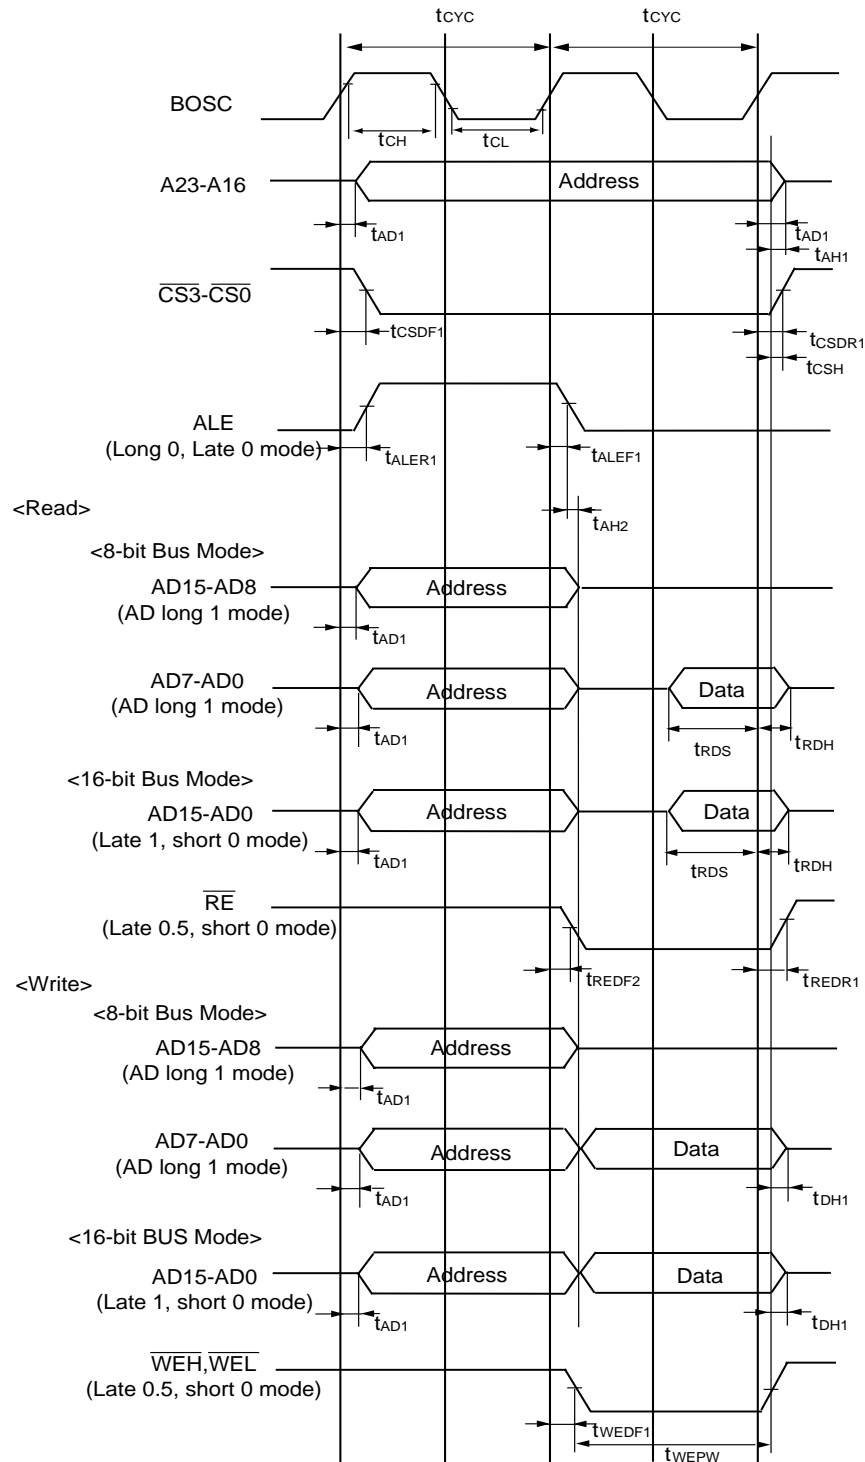 tCYC tCYC
BOSC
tCH tCL
A23-A16 Address
tAD1 tAD1
tAH1
CS3-CS0
tCSDF1 tCSDR1
tCSH
ALE
(Long 0, Late 0 mode)
tALER1 tALEF1
<Read>
tAH2
<8-bit Bus Mode>
AD15-AD8 Address
(AD long 1 mode)
tAD1
AD7-AD0 Address Data
(AD long 1 mode)
tAD1 tRDS tRDH
<16-bit Bus Mode>
AD15-AD0 Address Data
(Late 1, short 0 mode)
tAD1 tRDS tRDH
RE
(Late 0.5, short 0 mode)
tREDF2 tREDR1
<Write>
<8-bit Bus Mode>
AD15-AD8 Address
(AD long 1 mode)
tAD1
AD7-AD0 Address Data
(AD long 1 mode)
tAD1 tDH1
<16-bit BUS Mode>
AD15-AD0 Address Data
(Late 1, short 0 mode)
tAD1 tDH1
WEH,WEL
(Late 0.5, short 0 mode)
tWEDF1
tWEPW